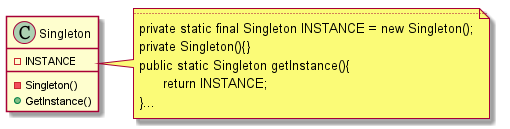 C Singleton
INSTANCE
Singleton()
GetInstance()
private static final Singleton INSTANCE = new Singleton();
private Singleton(){}
public static Singleton getInstance(){
return INSTANCE;
}...